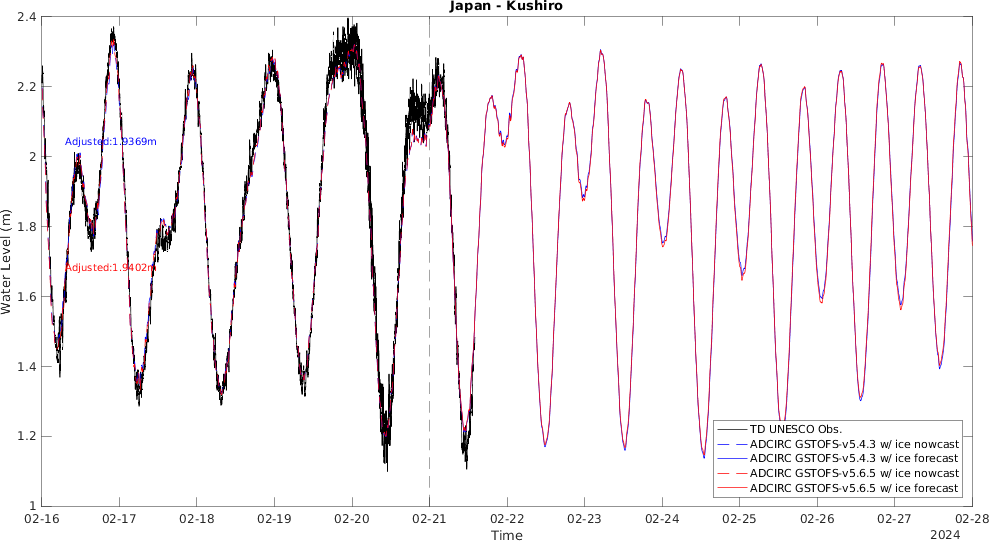 Japan - Kushiro
2.4
2.2
2
1.8
1.6
1.4
1.2
1
Water Level (m)
Adjusted:1.9369m
Adjusted:1.9402m
TD UNESCO Obs.
ADCIRC GSTOFS-v5.4.3 w/ ice nowcast
ADCIRC GSTOFS-v5.4.3 w/ ice forecast
ADCIRC GSTOFS-v5.6.5 w/ ice nowcast
ADCIRC GSTOFS-v5.6.5 w/ ice forecast
02-16 02-17 02-18 02-19 02-20 02-21 02-22 02-23 02-24 02-25 02-26 02-27 02-28
Time
2024